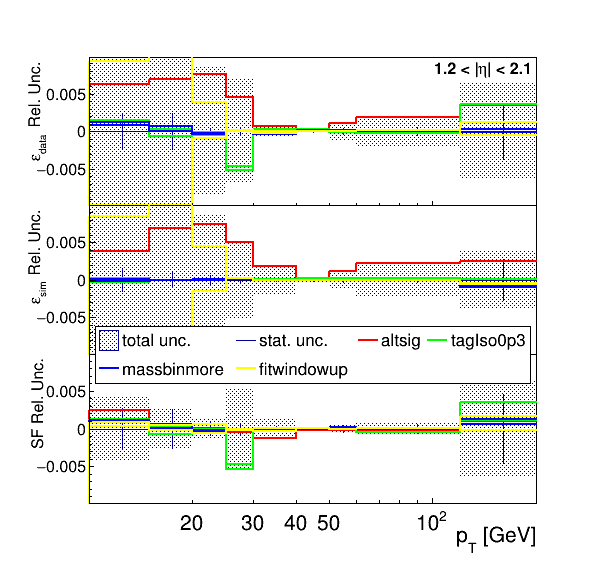 1.2 < |η| < 2.1
ε_data Rel. Unc.
0.005
0
−0.005
ε_sim Rel. Unc.
0.005
0
−0.005
total unc. stat. unc. altsig tagIso0p3
massbinmore fitwindowup
SF Rel. Unc.
0.005
0
−0.005
20 30 40 50 10²
p_T [GeV]